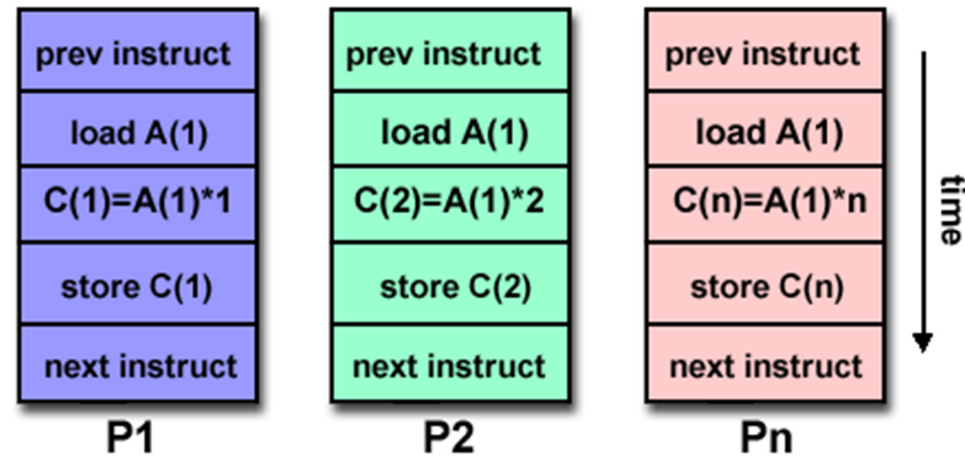 prev instruct
load A(1)
C(1)=A(1)*1
store C(1)
next instruct
P1
prev instruct
load A(1)
C(2)=A(1)*2
store C(2)
next instruct
P2
prev instruct
load A(1)
C(n)=A(1)*n
store C(n)
next instruct
Pn
time